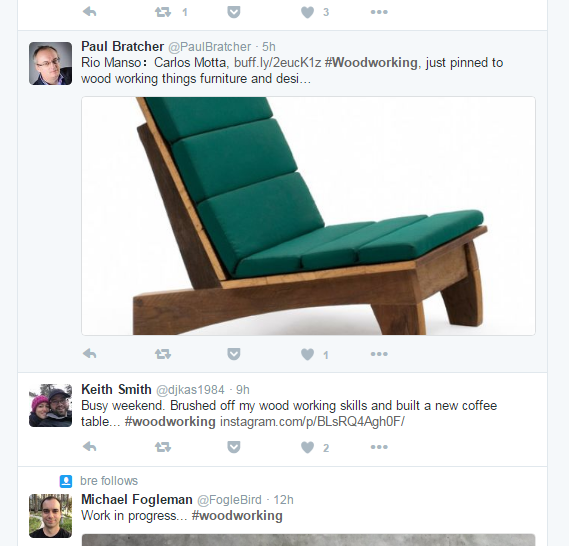 1
3
Paul Bratcher @PaulBratcher · 5h
Rio Manso: Carlos Motta, buff.ly/2eucK1z #Woodworking, just pinned to
wood working things furniture and desi...
1
Keith Smith @djkas1984 · 9h
Busy weekend. Brushed off my wood working skills and built a new coffee
table... #woodworking instagram.com/p/BLsRQ4Agh0F/
2
bre follows
Michael Fogleman @FogleBird · 12h
Work in progress... #woodworking